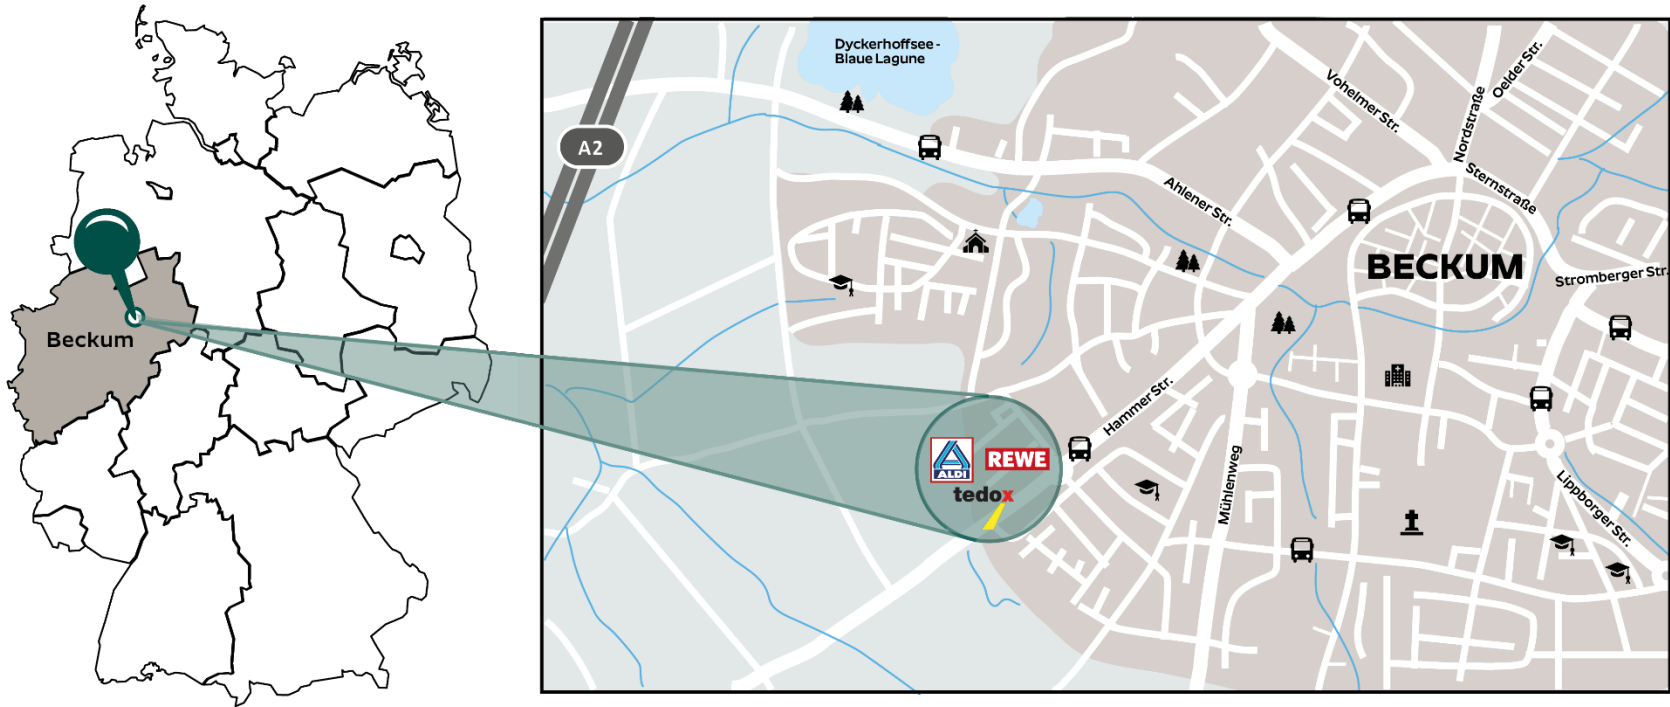 Beckum
A2
Dyckerhoffsee-
Blaue Lagune
Vohelmer Str.
Nordstraße
Oelder Str.
Sternstraße
Ahlener Str.
BECKUM
Stromberger Str.
Hammer Str.
Mühlenweg
Lippborger Str.
ALDI
REWE
tedox